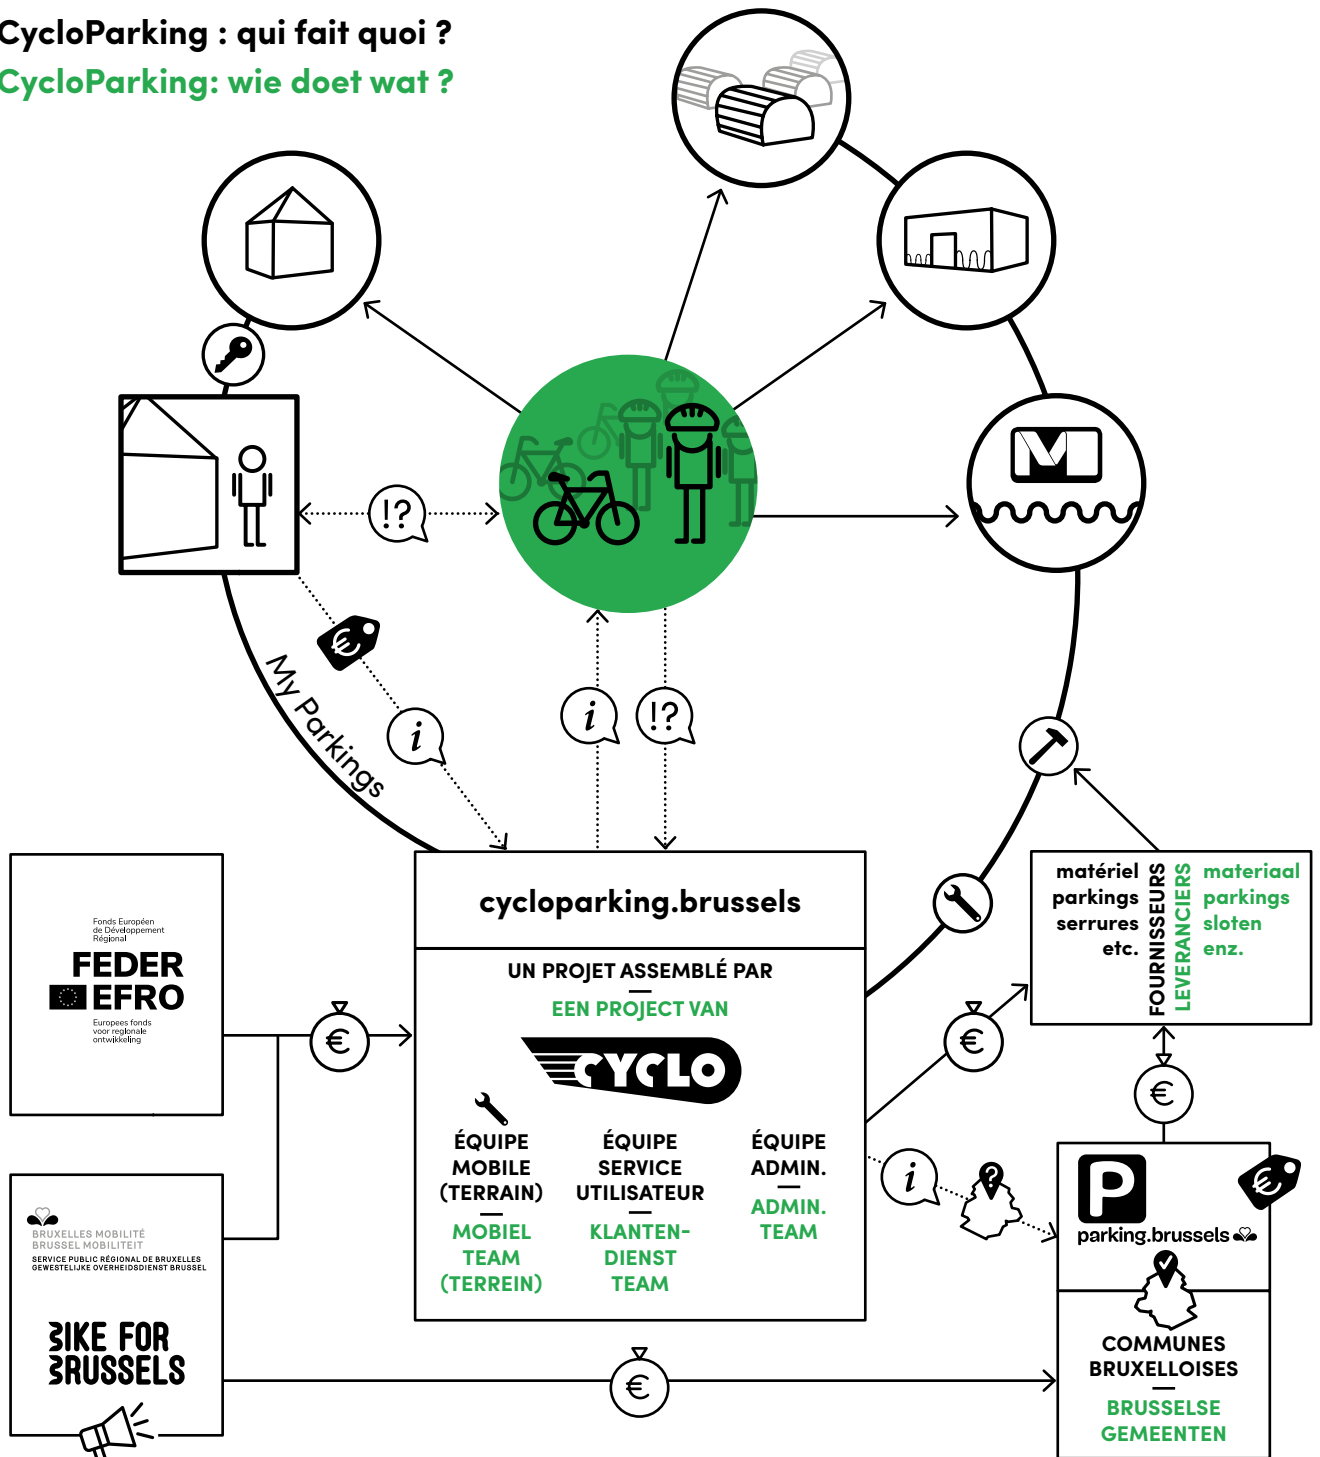 CycloParking : qui fait quoi ?
CycloParking: wie doet wat ?
M
!?
€
i
i
!?
My Parkings
Fonds Européen
de Développement
Régional
FEDER
EFRO
Europees fonds
voor regionale
ontwikkeling
€
cycloparking.brussels
UN PROJET ASSEMBLÉ PAR
EEN PROJECT VAN
CYCLO
ÉQUIPE
MOBILE
(TERRAIN)
MOBIEL
TEAM
(TERREIN)
ÉQUIPE
SERVICE
UTILISATEUR
KLANTEN-
DIENST
TEAM
ÉQUIPE
ADMIN.
ADMIN.
TEAM
matériel
parkings
serrures
etc.
FOURNISSEURS
LEVERANCIERS
materiaal
parkings
sloten
enz.
€
€
i
?
P
€
parking.brussels
COMMUNES
BRUXELLOISES
BRUSSELSE
GEMEENTEN
BRUXELLES MOBILITÉ
BRUSSEL MOBILITEIT
SERVICE PUBLIC RÉGIONAL DE BRUXELLES
GEWESTELIJKE OVERHEIDSDIENST BRUSSEL
BIKE FOR
BRUSSELS
€